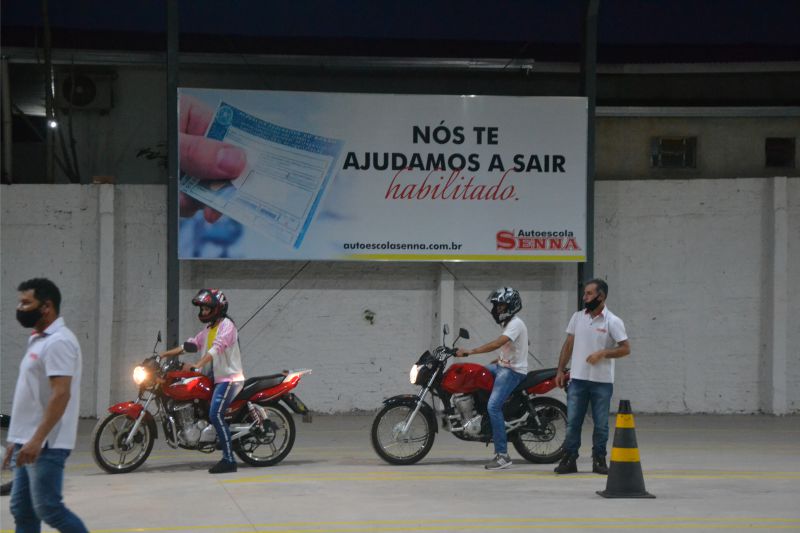 NÓS TE
AJUDAMOS A SAIR
habilitado.
autoescolasenna.com.br
Autoescola
SENNA